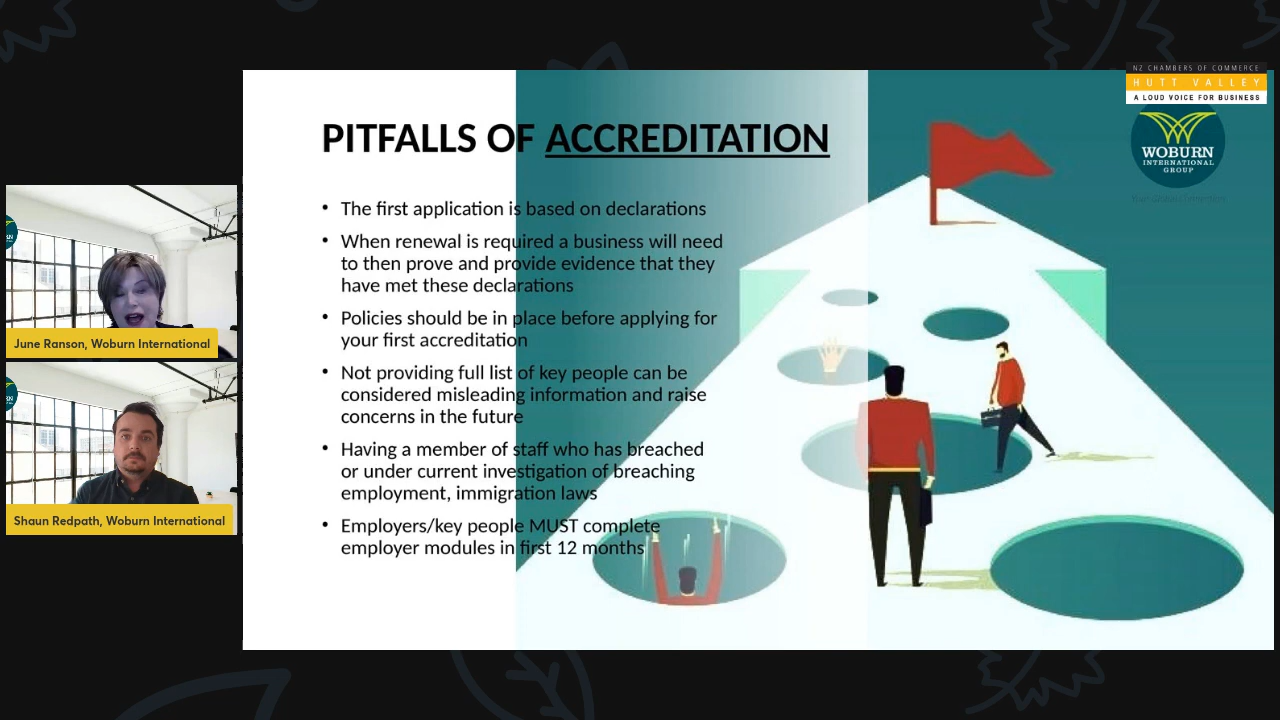 NZ CHAMBERS OF COMMERCE
HUTT VALLEY
A LOUD VOICE FOR BUSINESS
WOBURN
INTERNATIONAL
GROUP
Your Global Connection
PITFALLS OF ACCREDITATION
• The first application is based on declarations
• When renewal is required a business will need
to then prove and provide evidence that they
have met these declarations
• Policies should be in place before applying for
your first accreditation
• Not providing full list of key people can be
considered misleading information and raise
concerns in the future
• Having a member of staff who has breached
or under current investigation of breaching
employment, immigration laws
• Employers/key people MUST complete
employer modules in first 12 months
June Ranson, Woburn International
Shaun Redpath, Woburn International